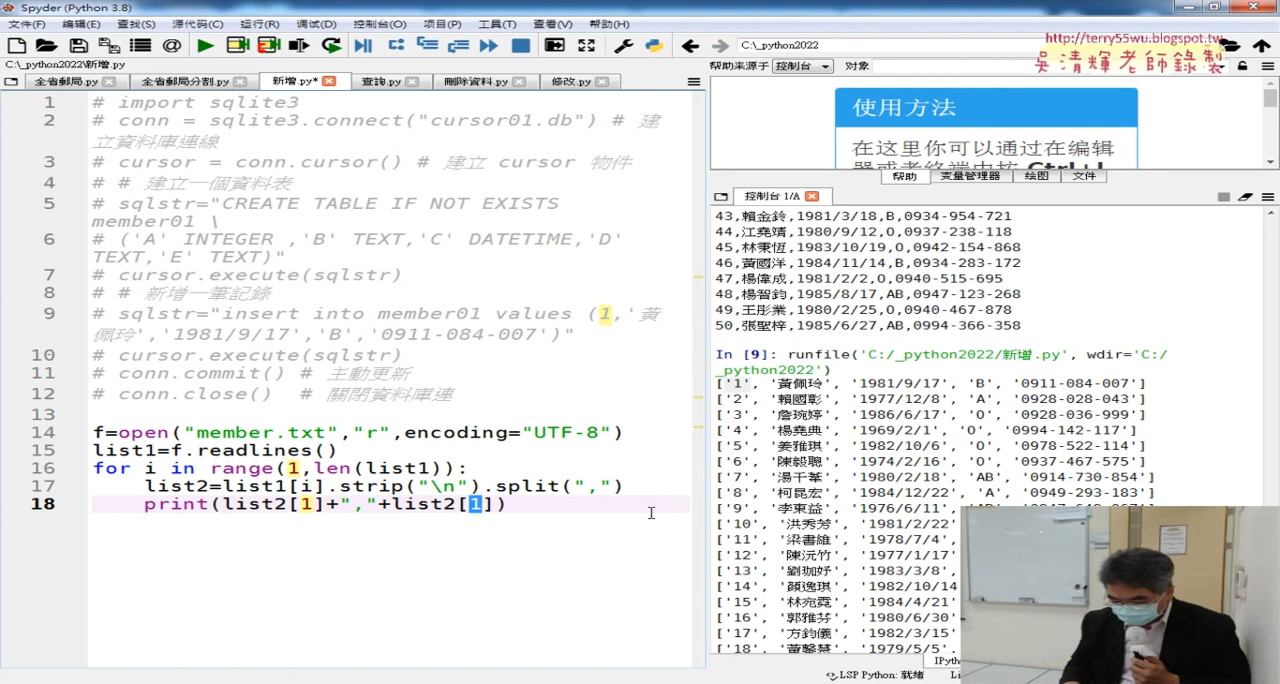 Spyder (Python 3.8)
文件(F) 编辑(E) 查找(S) 源代码(C) 运行(R) 调试(D) 控制台(O) 项目(P) 工具(T) 查看(V) 帮助(H)
C:\_python2022
http://terry55wu.blogspot.tw
吳清輝老師錄製
C:\_python2022\新增.py
帮助来源于 控制台 对象
全省郵局.py 全省郵局分割.py 新增.py* 查詢.py 刪除資料.py 修改.py
1 # import sqlite3
2 # conn = sqlite3.connect("cursor01.db") # 建
立資料庫連線
3 # cursor = conn.cursor() # 建立 cursor 物件
4 # # 建立一個資料表
5 # sqlstr="CREATE TABLE IF NOT EXISTS
member01 \
6 # ('A' INTEGER ,'B' TEXT,'C' DATETIME,'D'
TEXT,'E' TEXT)"
7 # cursor.execute(sqlstr)
8 # # 新增一筆記錄
9 # sqlstr="insert into member01 values (1,'黃
佩玲','1981/9/17','B','0911-084-007')"
10 # cursor.execute(sqlstr)
11 # conn.commit() # 主動更新
12 # conn.close() # 關閉資料庫連
13
14 f=open("member.txt","r",encoding="UTF-8")
15 list1=f.readlines()
16 for i in range(1,len(list1)):
17 list2=list1[i].strip("\n").split(",")
18 print(list2[1]+","+list2[1])
使用方法
在这里你可以通过在编辑
帮助 变量管理器 绘图 文件
控制台 1/A
43,賴金鈴,1981/3/18,B,0934-954-721
44,江堯靖,1980/9/12,O,0937-238-118
45,林秉恆,1983/10/19,O,0942-154-868
46,黃國洋,1984/11/14,B,0934-283-172
47,楊偉成,1981/2/2,O,0940-515-695
48,楊智鈞,1985/8/17,AB,0947-123-268
49,王彤業,1980/2/25,O,0940-467-878
50,張聖梓,1985/6/27,AB,0994-366-358
In [9]: runfile('C:/_python2022/新增.py', wdir='C:/
_python2022')
['1', '黃佩玲', '1981/9/17', 'B', '0911-084-007']
['2', '賴國彰', '1977/12/8', 'A', '0928-028-043']
['3', '詹琬婷', '1986/6/17', 'O', '0928-036-999']
['4', '楊堯典', '1969/2/1', 'O', '0994-142-117']
['5', '姜雅琪', '1982/10/6', 'O', '0978-522-114']
['6', '陳毅聰', '1974/2/16', 'O', '0937-467-575']
['7', '湯千峯', '1980/2/18', 'AB', '0914-730-854']
['8', '柯昆宏', '1984/12/22', 'A', '0949-293-183']
['9', '李東益', '1976/6/11',
['10', '洪秀芳', '1981/2/22'
['11', '梁書維', '1978/7/4',
['12', '陳沅竹', '1977/1/17'
['13', '劉珈妤', '1983/3/8',
['14', '顏逸琪', '1982/10/14
['15', '林宛霓', '1984/4/21'
['16', '郭雅芬', '1980/6/30'
['17', '方鈞儀', '1982/3/15'
['18', '黃馨慧', '1979/5/5',
LSP Python: 就绪